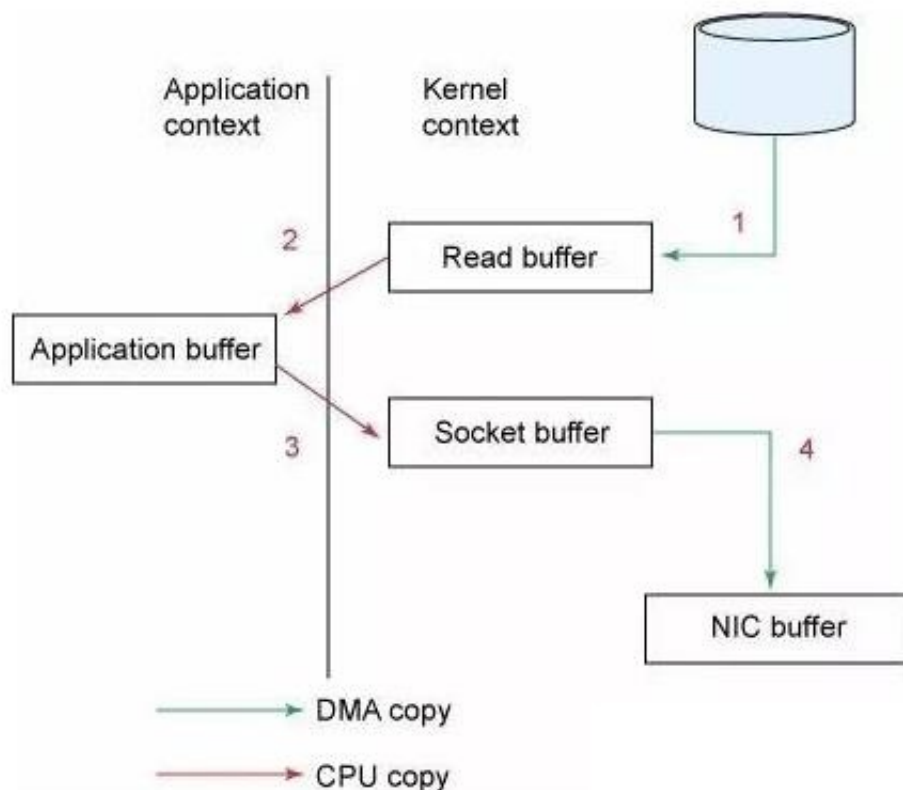 Application
context
Kernel
context
1
2
Read buffer
Application buffer
3
Socket buffer
4
NIC buffer
DMA copy
CPU copy